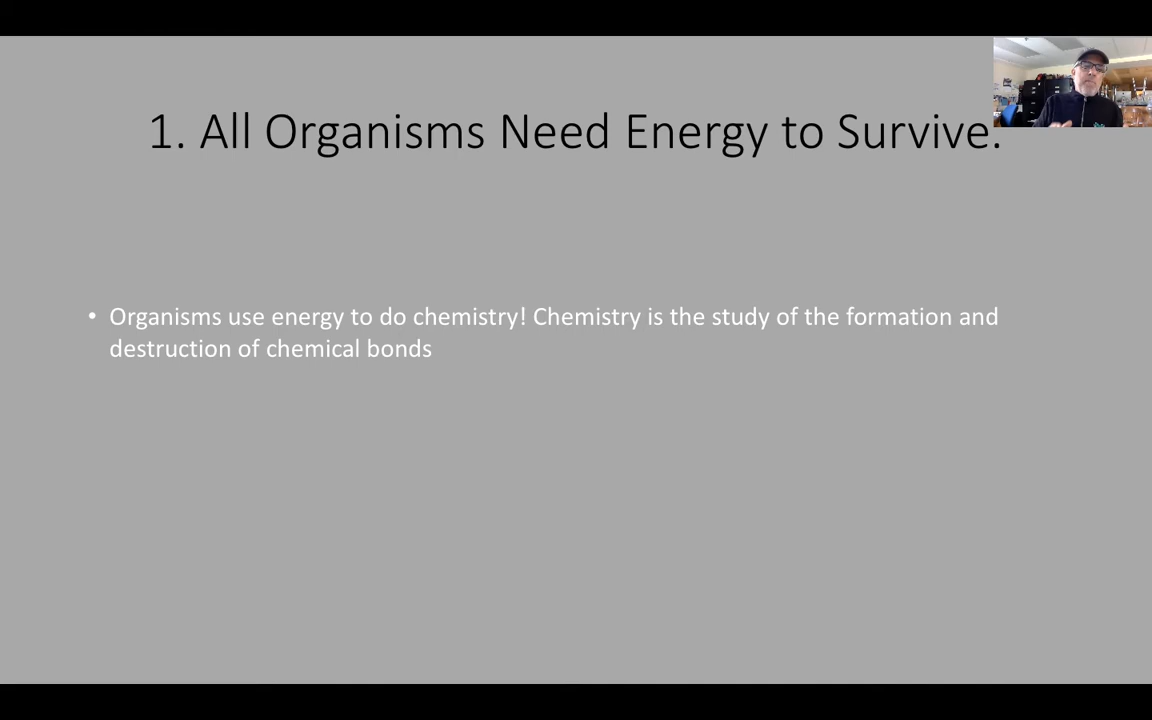 1. All Organisms Need Energy to Survive.
• Organisms use energy to do chemistry! Chemistry is the study of the formation and
destruction of chemical bonds